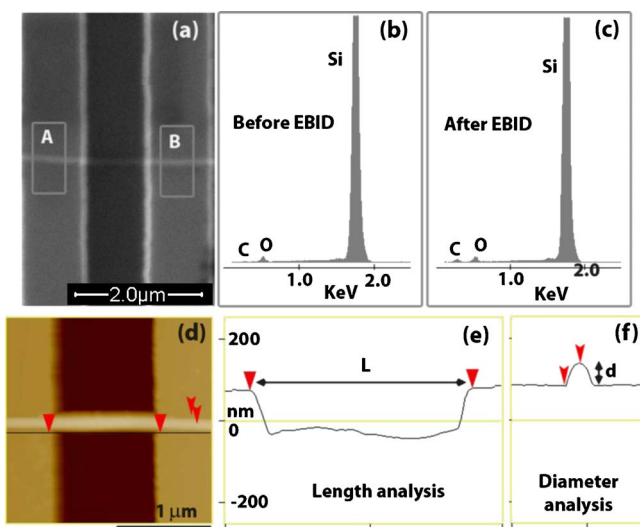 (a)
A
B
2.0µm
(b)
Si
Before EBID
C
O
1.0
2.0
KeV
(c)
Si
After EBID
C
O
1.0
2.0
KeV
(d)
1 µm
200
(e)
L
nm
0
-200
Length analysis
(f)
d
Diameter
analysis